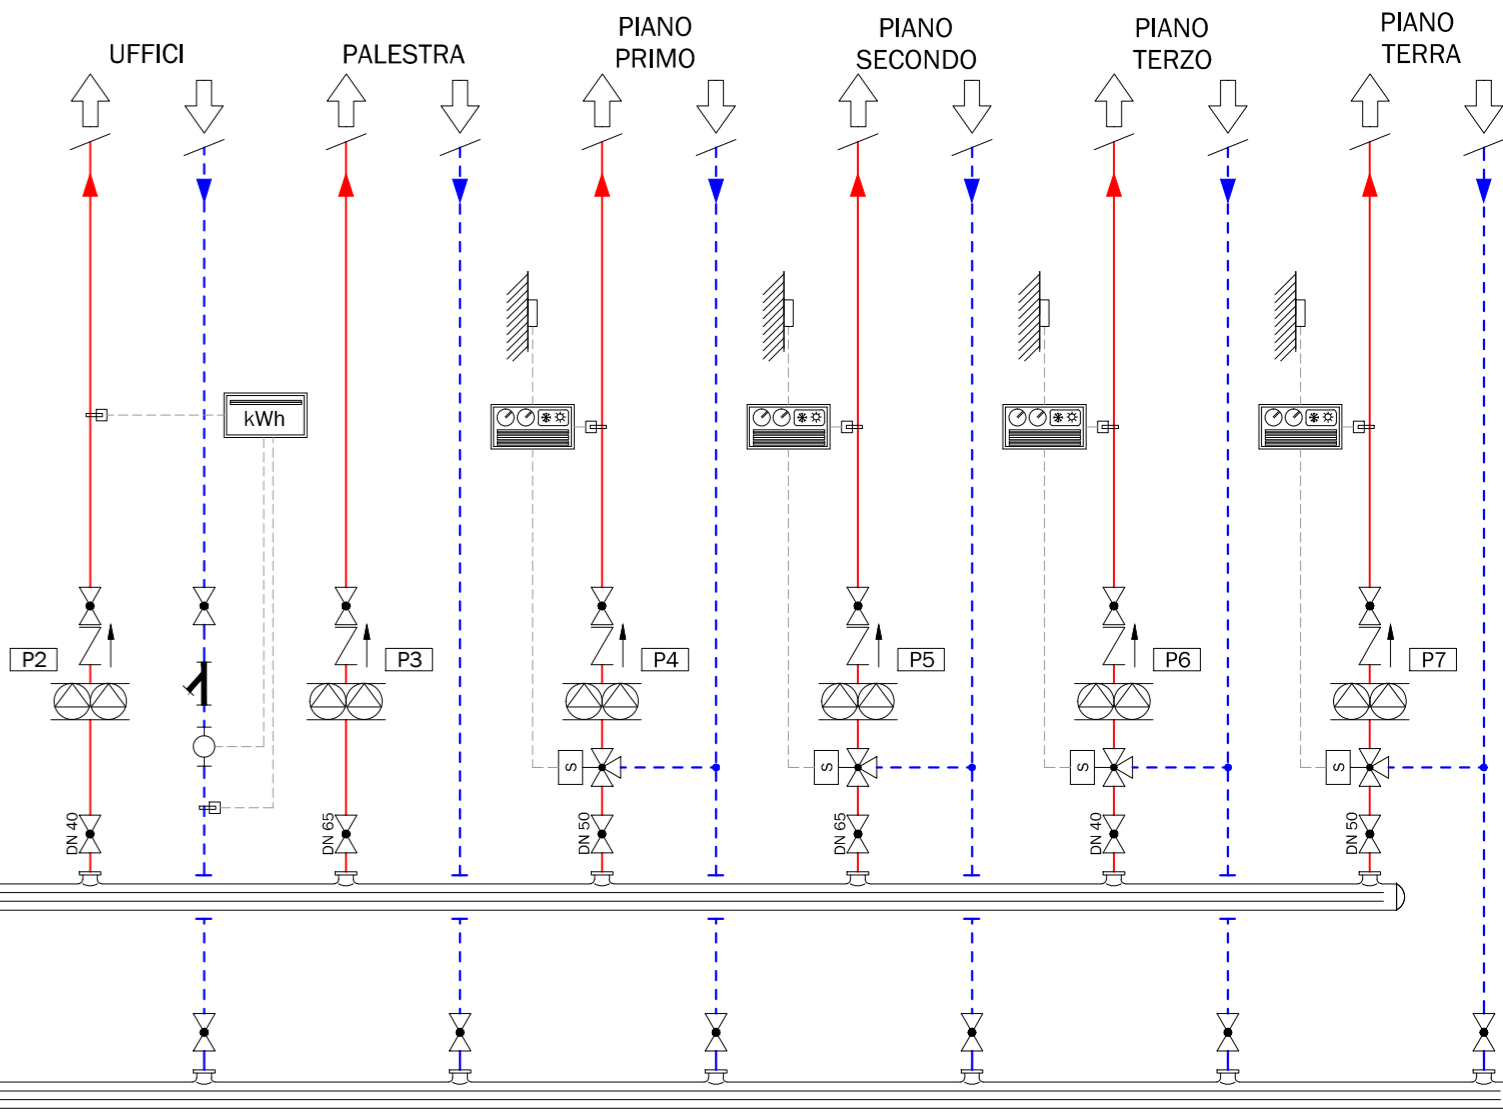 UFFICI
PALESTRA
PIANO
PRIMO
PIANO
SECONDO
PIANO
TERZO
PIANO
TERRA
kWh
P2
P3
P4
P5
P6
P7
S
S
S
S
DN 40
DN 65
DN 50
DN 65
DN 40
DN 50